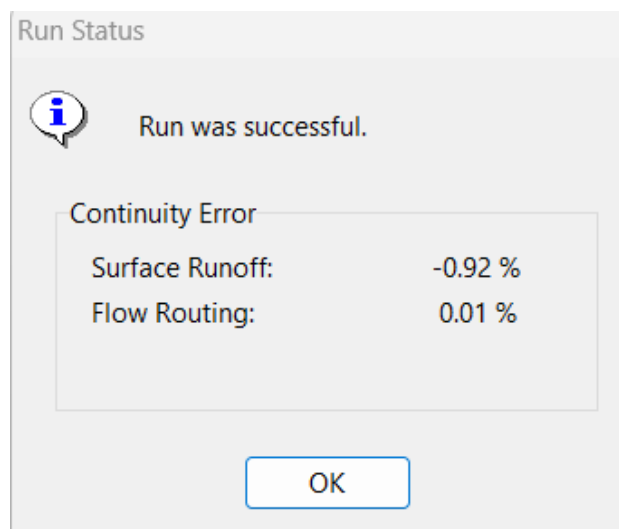 Run Status
Run was successful.
Continuity Error
Surface Runoff: -0.92 %
Flow Routing: 0.01 %
OK